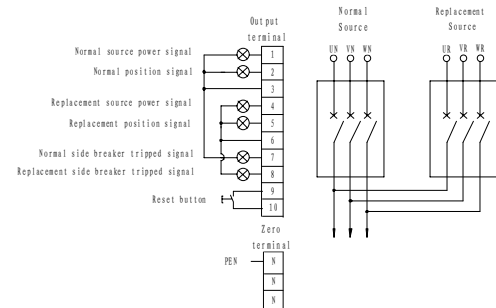 Output
terminal
Normal source power signal 1
Normal position signal 2
3
Replacement source power signal 4
Replacement position signal 5
6
Normal side breaker tripped signal 7
Replacement side breaker tripped signal 8
Reset button 9
10
Zero
terminal
PEN N
N
N
Normal
Source
UN VN WN
Replacement
Source
UR VR WR